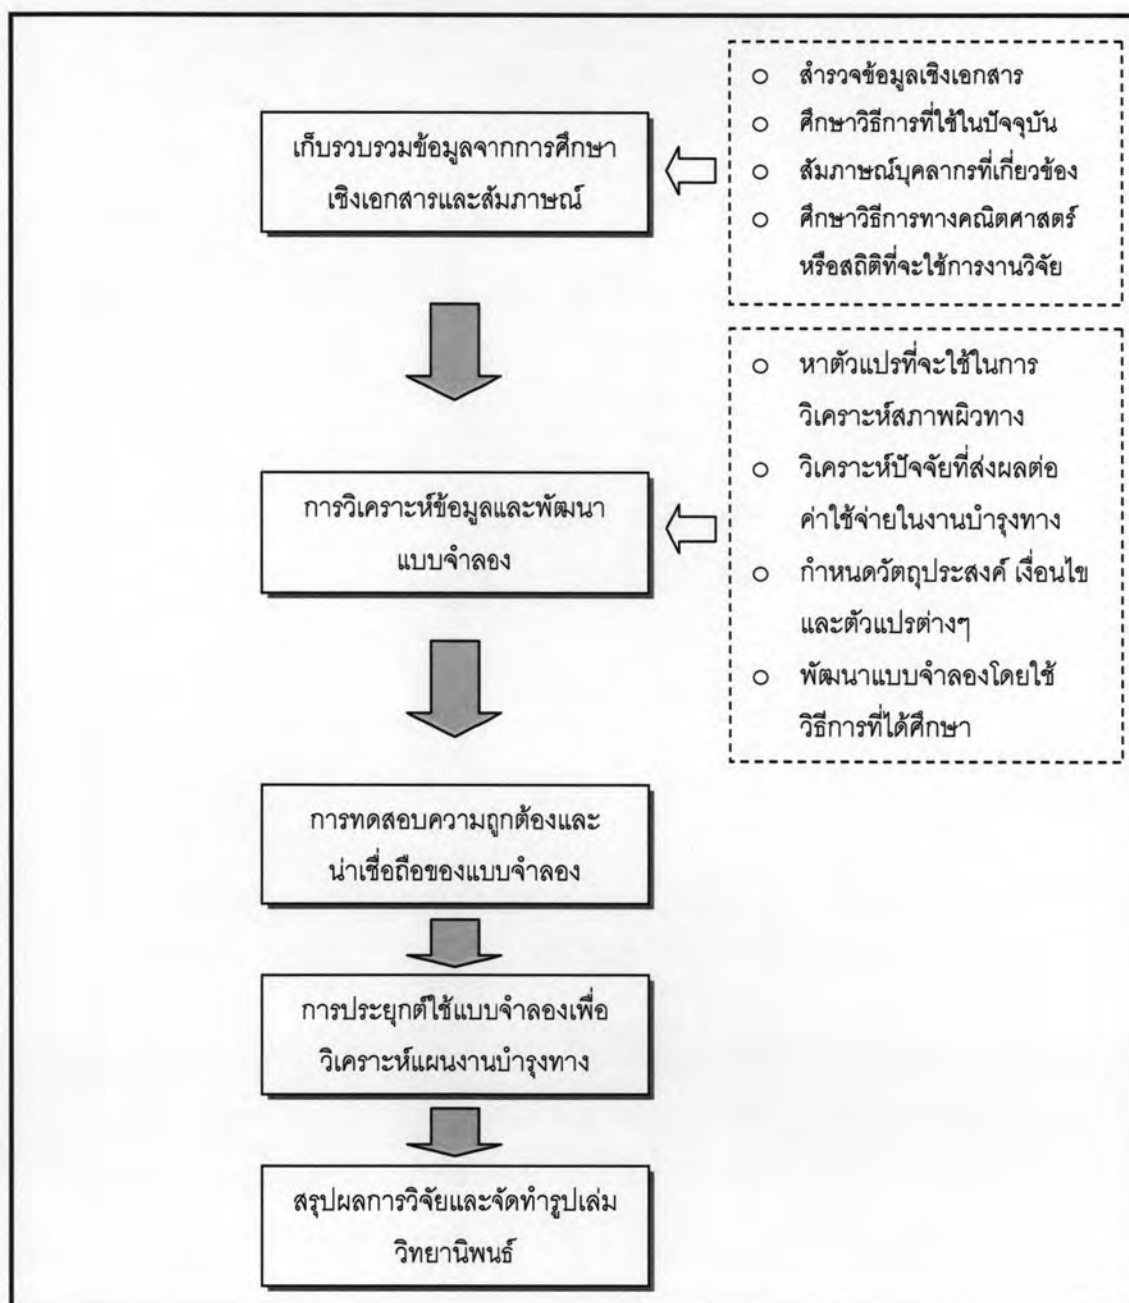 เก็บรวบรวมข้อมูลจากการศึกษา
เชิงเอกสารและสัมภาษณ์
○ สำรวจข้อมูลเชิงเอกสาร
○ ศึกษาวิธีการที่ใช้ในปัจจุบัน
○ สัมภาษณ์บุคลากรที่เกี่ยวข้อง
○ ศึกษาวิธีการทางคณิตศาสตร์
หรือสถิติที่จะใช้การงานวิจัย
การวิเคราะห์ข้อมูลและพัฒนา
แบบจำลอง
○ หาตัวแปรที่จะใช้ในการ
วิเคราะห์สภาพผิวทาง
○ วิเคราะห์ปัจจัยที่ส่งผลต่อ
ค่าใช้จ่ายในงานบำรุงทาง
○ กำหนดวัตถุประสงค์ เงื่อนไข
และตัวแปรต่างๆ
○ พัฒนาแบบจำลองโดยใช้
วิธีการที่ได้ศึกษา
การทดสอบความถูกต้องและ
น่าเชื่อถือของแบบจำลอง
การประยุกต์ใช้แบบจำลองเพื่อ
วิเคราะห์แผนงานบำรุงทาง
สรุปผลการวิจัยและจัดทำรูปเล่ม
วิทยานิพนธ์